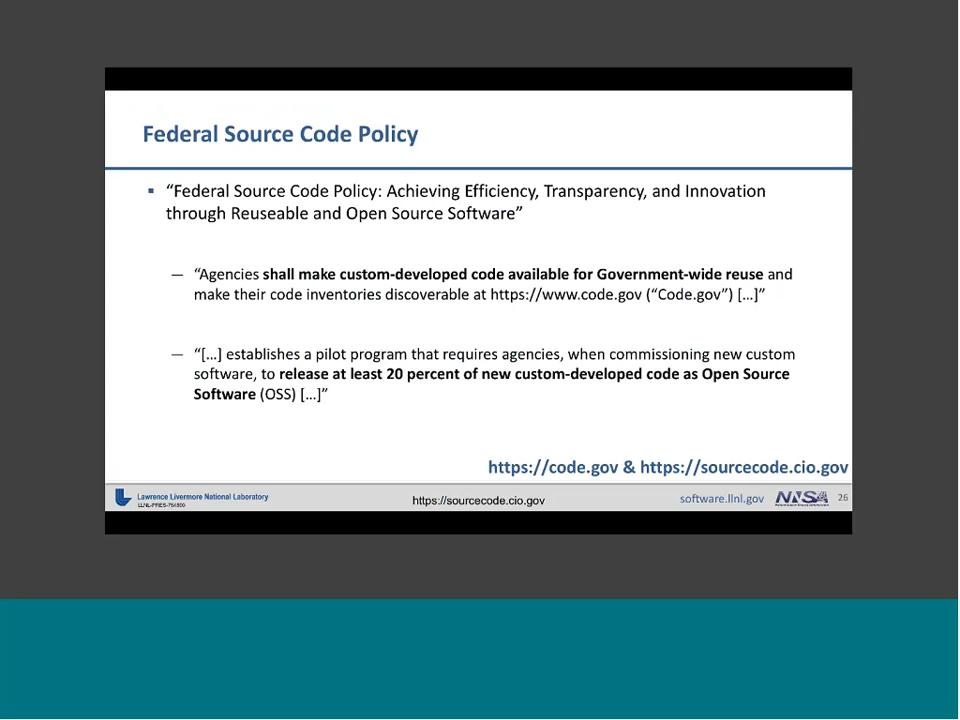 Federal Source Code Policy
▪ “Federal Source Code Policy: Achieving Efficiency, Transparency, and Innovation
through Reuseable and Open Source Software”
— “Agencies shall make custom-developed code available for Government-wide reuse and
make their code inventories discoverable at https://www.code.gov (“Code.gov”) […]”
— “[…] establishes a pilot program that requires agencies, when commissioning new custom
software, to release at least 20 percent of new custom-developed code as Open Source
Software (OSS) […]”
https://code.gov & https://sourcecode.cio.gov
Lawrence Livermore National Laboratory
https://sourcecode.cio.gov
software.llnl.gov
NNSA
26